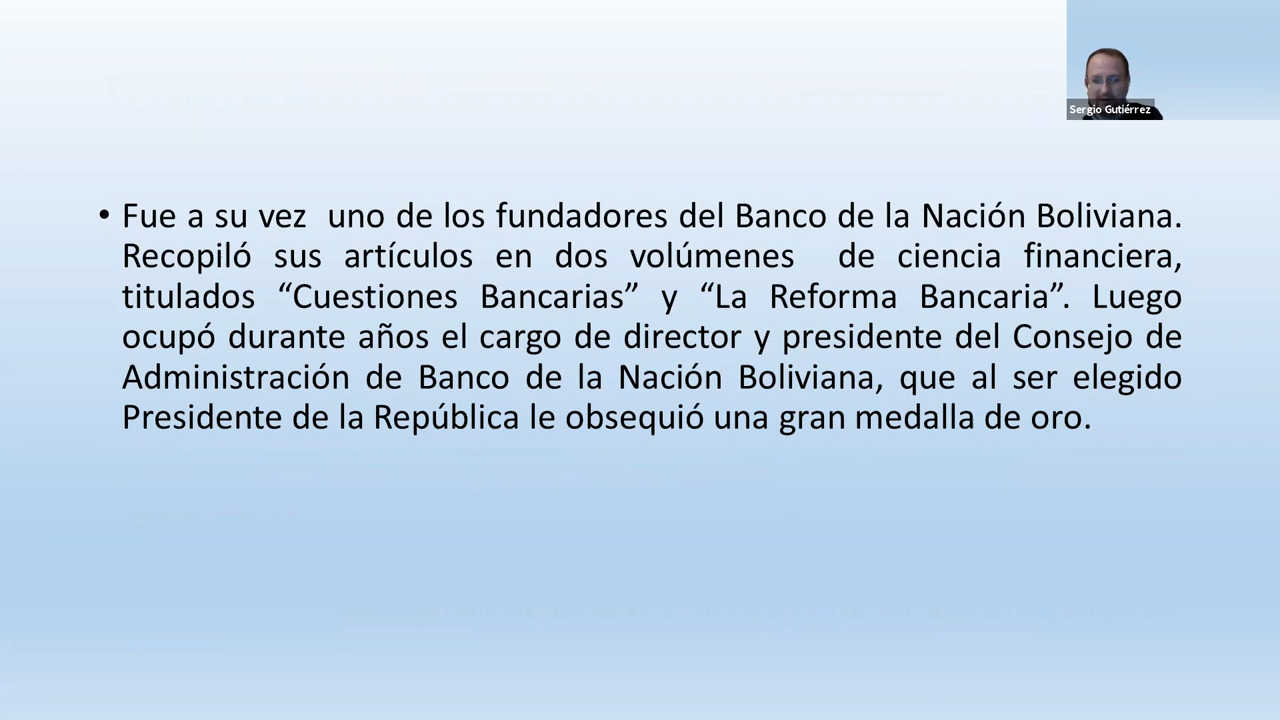 Sergio Gutiérrez
• Fue a su vez  uno de los fundadores del Banco de la Nación Boliviana.
Recopiló sus artículos en dos volúmenes  de ciencia financiera,
titulados “Cuestiones Bancarias” y “La Reforma Bancaria”. Luego
ocupó durante años el cargo de director y presidente del Consejo de
Administración de Banco de la Nación Boliviana, que al ser elegido
Presidente de la República le obsequió una gran medalla de oro.